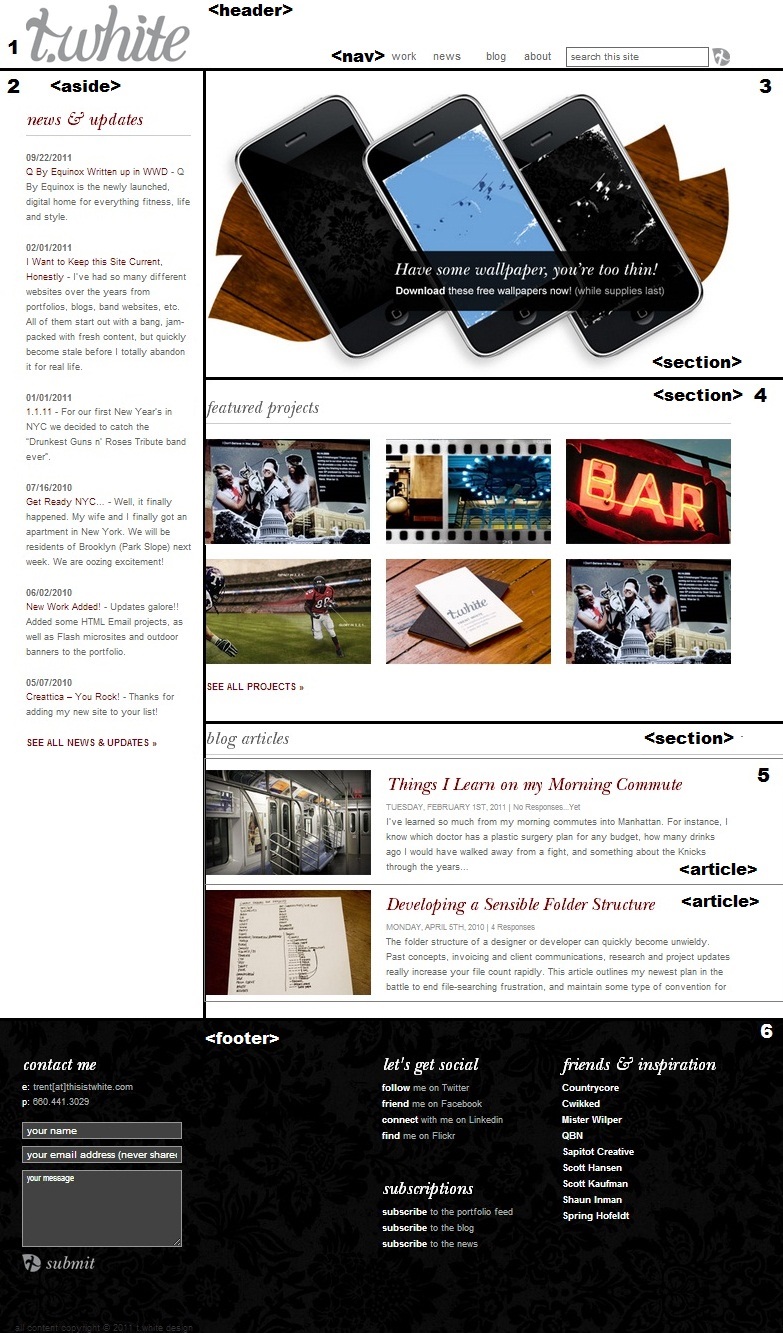 <header>
1
t.white
<nav> work news blog about search this site
2 <aside>
news & updates
09/22/2011
Q By Equinox Written up in WWD - Q
By Equinox is the newly launched,
digital home for everything fitness, life
and style.
02/01/2011
I Want to Keep this Site Current,
Honestly - I've had so many different
websites over the years from
portfolios, blogs, band websites, etc.
All of them start out with a bang, jam-
packed with fresh content, but quickly
become stale before I totally abandon
it for real life.
01/01/2011
1.1.11 - For our first New Year's in
NYC we decided to catch the
"Drunkest Guns n' Roses Tribute band
ever".
07/16/2010
Get Ready NYC... - Well, it finally
happened. My wife and I finally got an
apartment in New York. We will be
residents of Brooklyn (Park Slope) next
week. We are oozing excitement!
06/02/2010
New Work Added! - Updates galore!!
Added some HTML Email projects, as
well as Flash microsites and outdoor
banners to the portfolio.
05/07/2010
Creattica – You Rock! - Thanks for
adding my new site to your list!
SEE ALL NEWS & UPDATES »
3
Have some wallpaper, you're too thin!
Download these free wallpapers now! (while supplies last)
<section>
<section> 4
featured projects
BAR
t.white
SEE ALL PROJECTS »
<section>
blog articles
5
Things I Learn on my Morning Commute
TUESDAY, FEBRUARY 1ST, 2011 | No Responses...Yet
I've learned so much from my morning commutes into Manhattan. For instance, I
know which doctor has a plastic surgery plan for any budget, how many drinks
ago I would have walked away from a fight, and something about the Knicks
through the years...
<article>
Developing a Sensible Folder Structure
<article>
MONDAY, APRIL 5TH, 2010 | 4 Responses
The folder structure of a designer or developer can quickly become unwieldy.
Past concepts, invoicing and client communications, research and project updates
really increase your file count rapidly. This article outlines my newest plan in the
battle to end file-searching frustration, and maintain some type of convention for
<footer>
6
contact me
e: trent[at]thisistwhite.com
p: 660.441.3029
your name
your email address (never share
your message
submit
let's get social
follow me on Twitter
friend me on Facebook
connect with me on Linkedin
find me on Flickr
subscriptions
subscribe to the portfolio feed
subscribe to the blog
subscribe to the news
friends & inspiration
Countrycore
Cwikked
Mister Wilper
QBN
Sapitot Creative
Scott Hansen
Scott Kaufman
Shaun Inman
Spring Hofeldt
all content copyright © 2011 t.white design